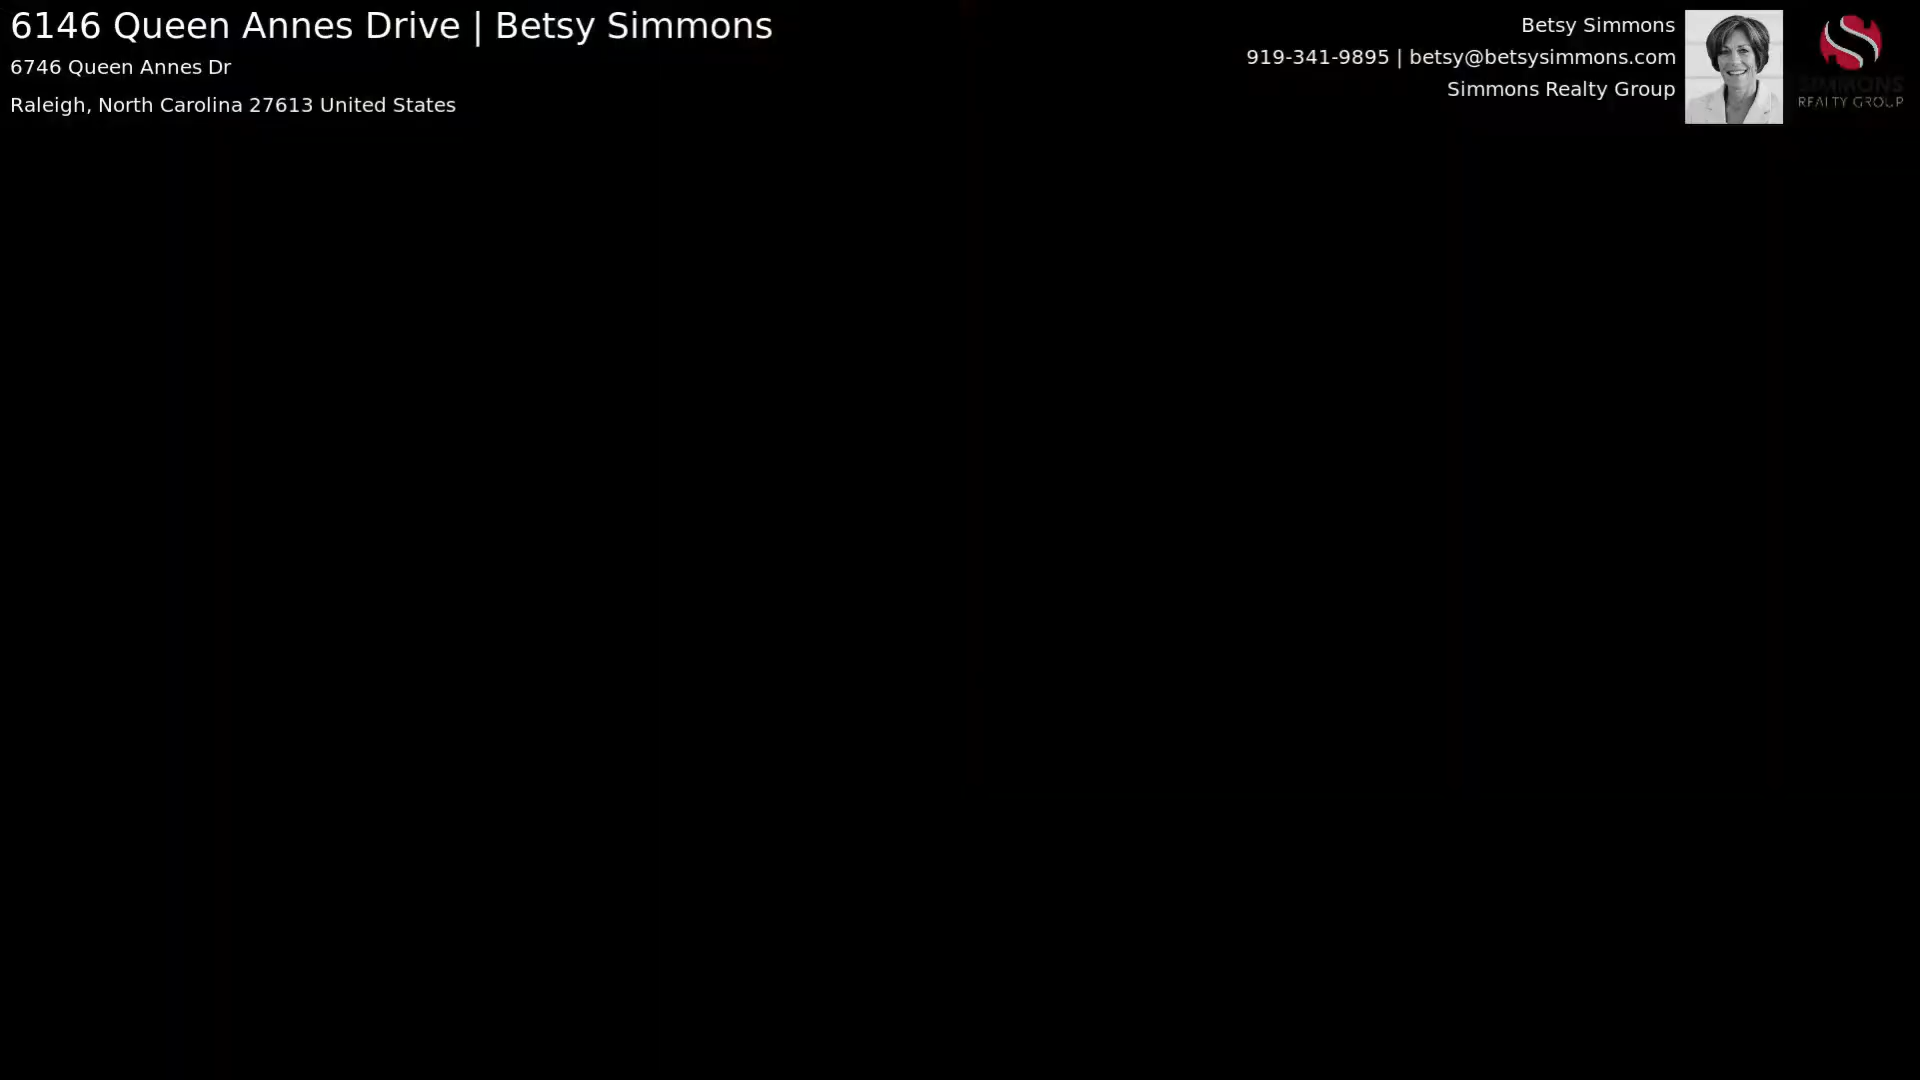 6146 Queen Annes Drive | Betsy Simmons
6746 Queen Annes Dr
Raleigh, North Carolina 27613 United States
Betsy Simmons
919-341-9895 | betsy@betsysimmons.com
Simmons Realty Group
SIMMONS
REALTY GROUP